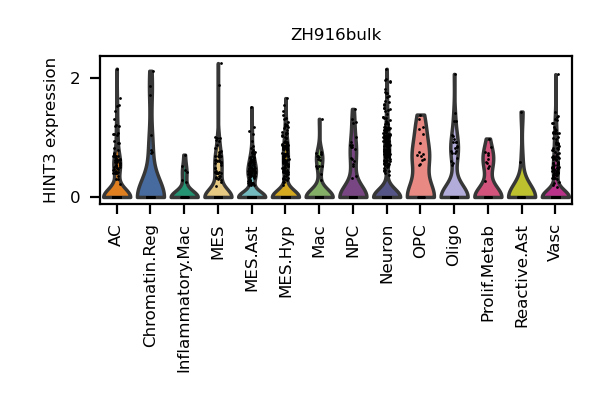 ZH916bulk
HINT3 expression
2
0
AC
Chromatin.Reg
Inflammatory.Mac
MES
MES.Ast
MES.Hyp
Mac
NPC
Neuron
OPC
Oligo
Prolif.Metab
Reactive.Ast
Vasc